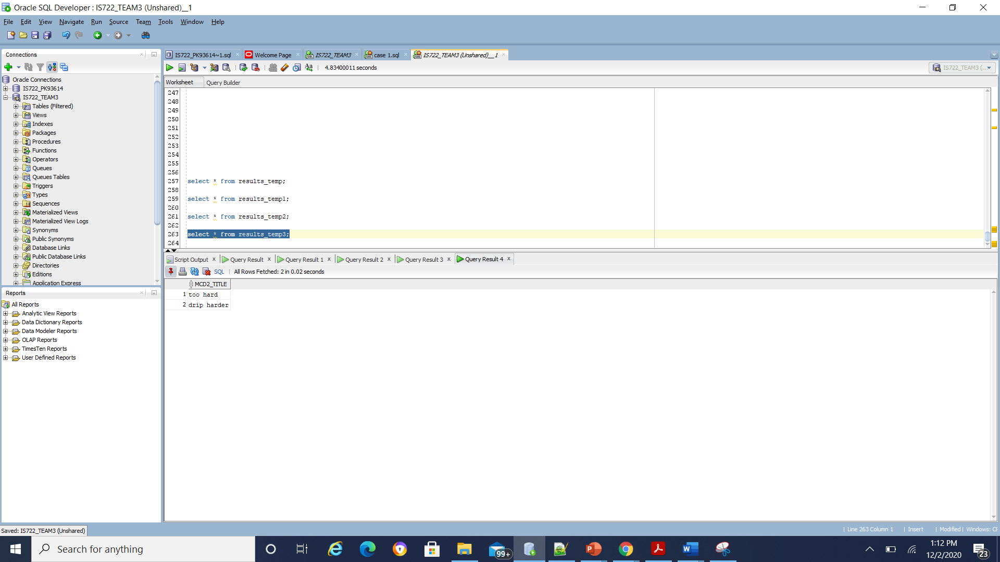 Oracle SQL Developer : IS722_TEAM3 (Unshared)__1
File Edit View Navigate Run Source Team Tools Window Help
Connections
Oracle Connections
IS722_PK93614
IS722_TEAM3
Tables (Filtered)
Views
Indexes
Packages
Procedures
Functions
Operators
Queues
Queues Tables
Triggers
Types
Sequences
Materialized Views
Materialized View Logs
Synonyms
Public Synonyms
Database Links
Public Database Links
Directories
Editions
Application Express
Reports
All Reports
Analytic View Reports
Data Dictionary Reports
Data Modeler Reports
OLAP Reports
TimesTen Reports
User Defined Reports
IS722_PK93614~1.sql Welcome Page IS722_TEAM3 case 1.sql IS722_TEAM3 (Unshared)__1
4.83400011 seconds
IS722_TEAM3 (...
Worksheet Query Builder
247
248
249
250
251
252
253
254
255
256
257 select * from results_temp;
258
259 select * from results_temp1;
260
261 select * from results_temp2;
262
263 select * from results_temp3;
264
Script Output Query Result Query Result 1 Query Result 2 Query Result 3 Query Result 4
SQL All Rows Fetched: 2 in 0.02 seconds
MCD2_TITLE
1 too hard
2 drip harder
Saved: IS722_TEAM3 (Unshared)
Line 263 Column 1 Insert Modified Windows: CF
Search for anything
99+
1:12 PM
12/2/2020
23